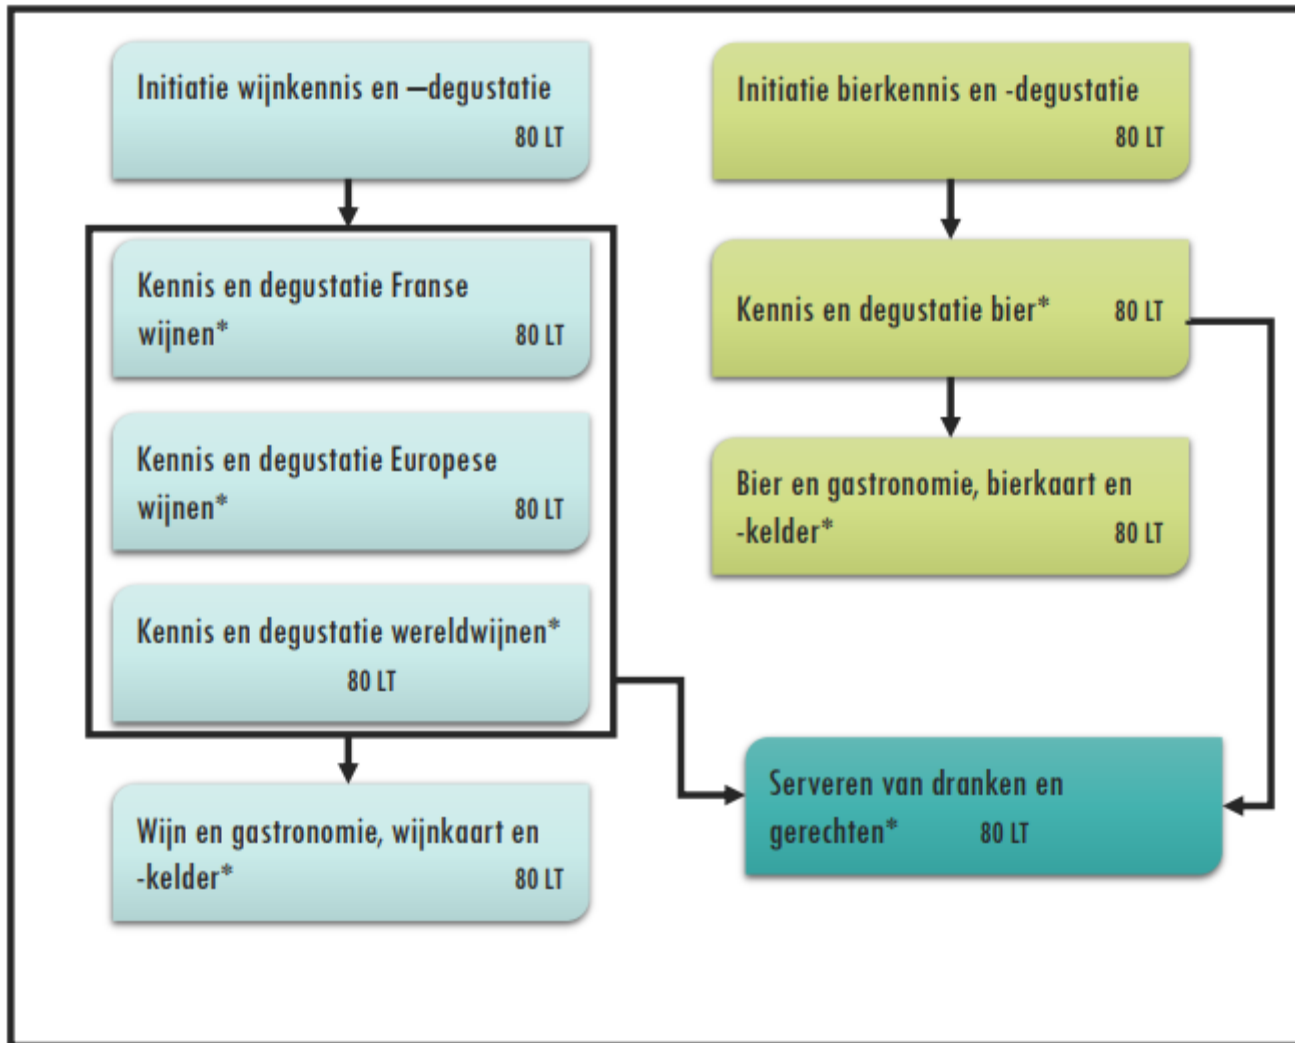 Initiatie wijnkennis en –degustatie
80 LT
Kennis en degustatie Franse
wijnen* 80 LT
Kennis en degustatie Europese
wijnen* 80 LT
Kennis en degustatie wereldwijnen*
80 LT
Wijn en gastronomie, wijnkaart en
-kelder* 80 LT
Initiatie bierkennis en -degustatie
80 LT
Kennis en degustatie bier* 80 LT
Bier en gastronomie, bierkaart en
-kelder* 80 LT
Serveren van dranken en
gerechten* 80 LT